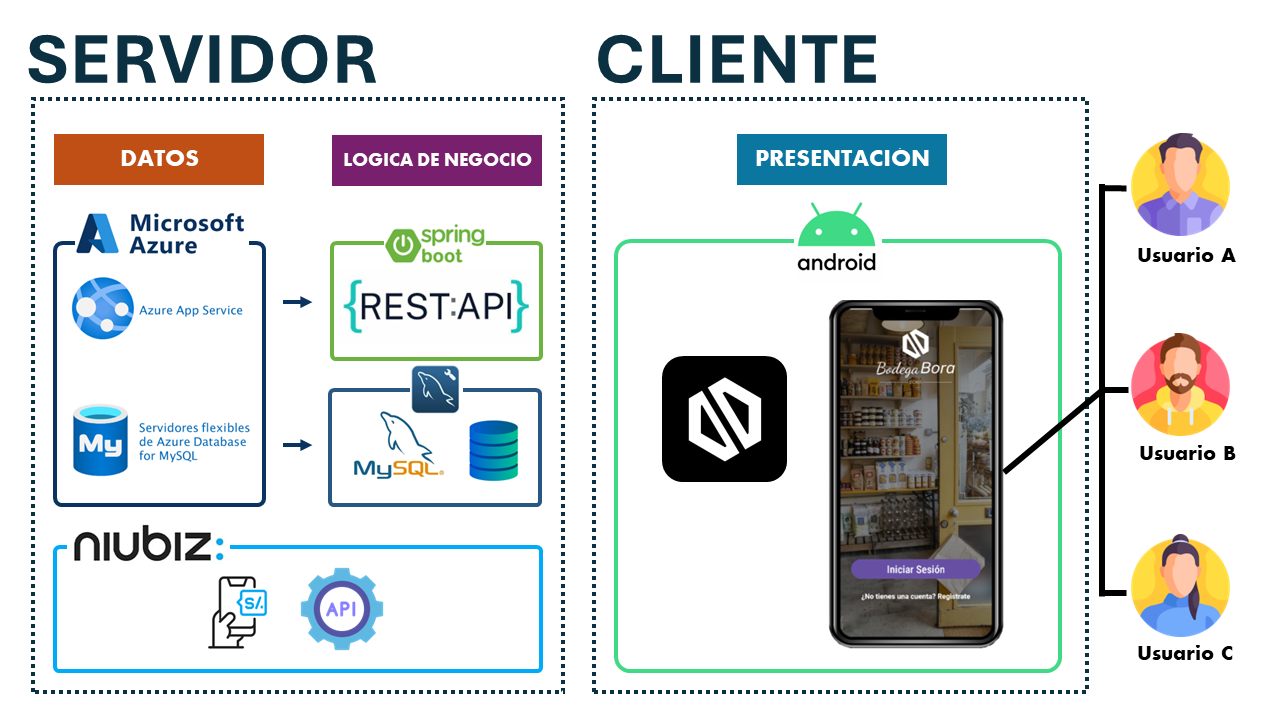 SERVIDOR
CLIENTE
DATOS
LOGICA DE NEGOCIO
PRESENTACIÓN
Microsoft
Azure
Azure App Service
My
Servidores flexibles
de Azure Database
for MySQL
spring
boot
{REST:API}
MySQL®
niubiz:
S/.
API
android
Bodega Bora
Iniciar Sesión
¿No tienes una cuenta? Registrate
Usuario A
Usuario B
Usuario C